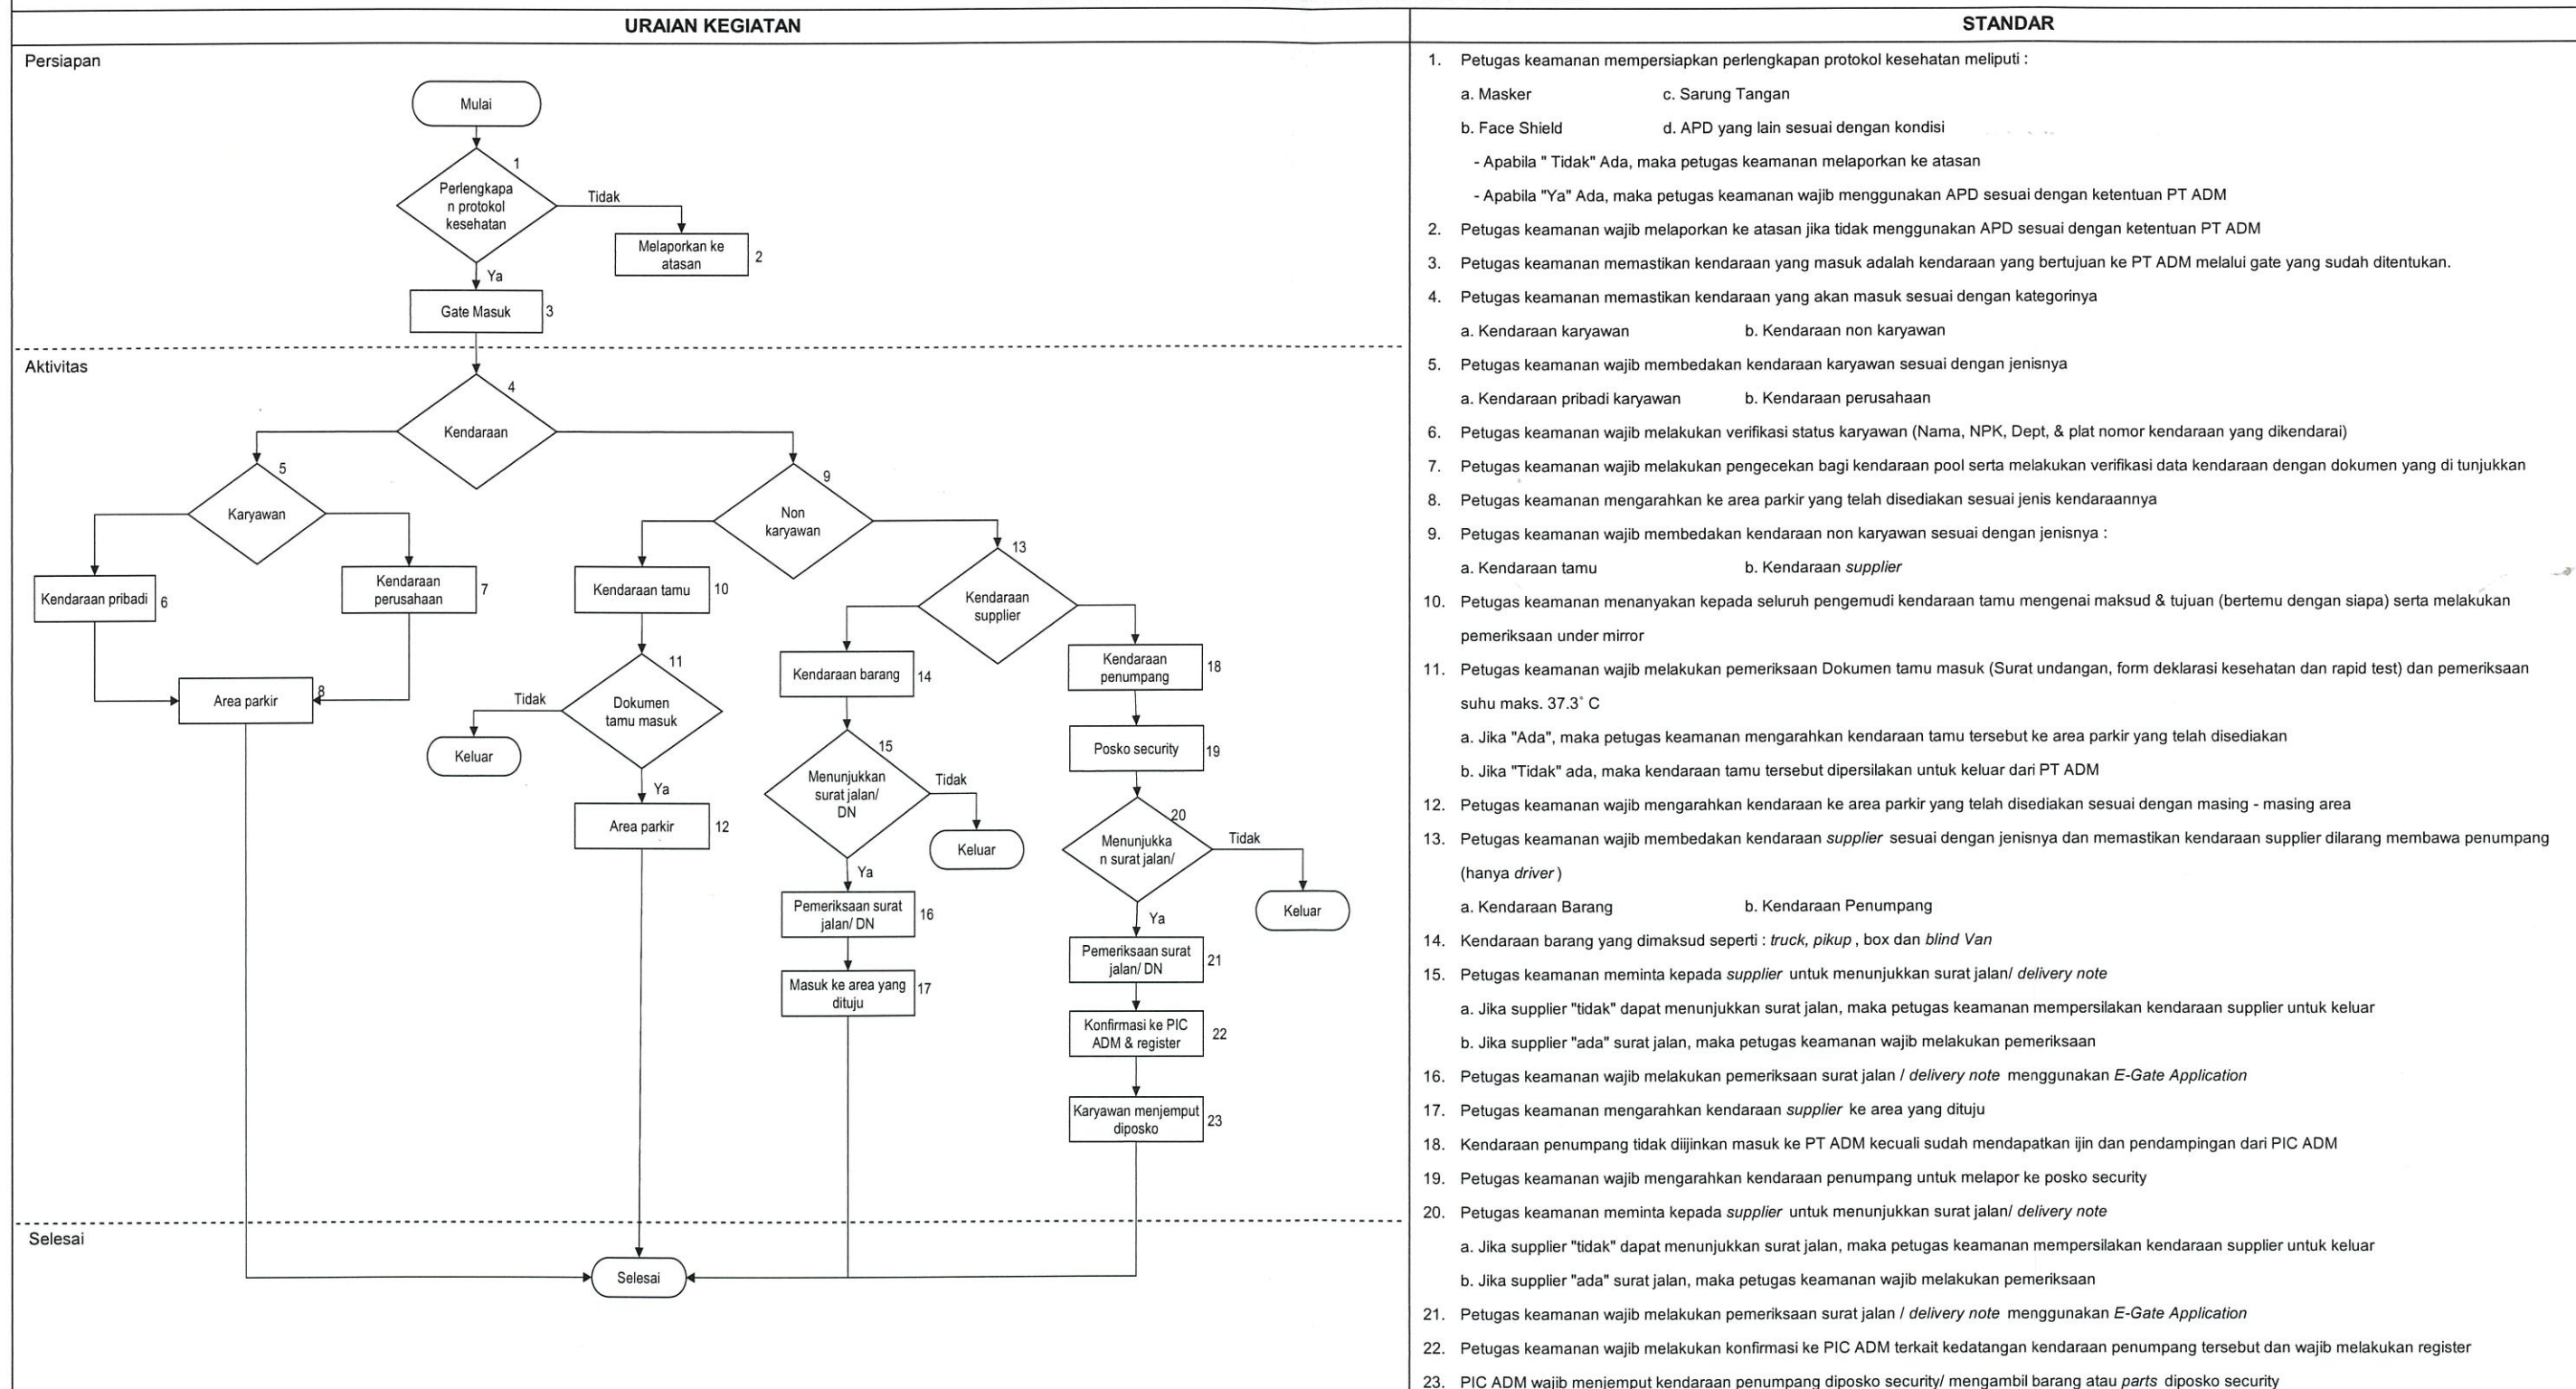 URAIAN KEGIATAN
Persiapan
Mulai
1
Perlengkapa
n protokol
kesehatan
Tidak
Melaporkan ke
atasan
2
Ya
Gate Masuk
3
Aktivitas
4
Kendaraan
5
Karyawan
9
Non
karyawan
Kendaraan pribadi
6
Kendaraan
perusahaan
7
Area parkir
8
Kendaraan tamu
10
11
Dokumen
tamu masuk
Tidak
Keluar
Ya
Area parkir
12
13
Kendaraan
supplier
Kendaraan barang
14
15
Menunjukkan
surat jalan/
DN
Tidak
Keluar
Ya
Pemeriksaan surat
jalan/ DN
16
Masuk ke area yang
dituju
17
Kendaraan
penumpang
18
Posko security
19
20
Menunjukka
n surat jalan/
Tidak
Keluar
Ya
Pemeriksaan surat
jalan/ DN
21
Konfirmasi ke PIC
ADM & register
22
Karyawan menjemput
diposko
23
Selesai
Selesai
STANDAR
1. Petugas keamanan mempersiapkan perlengkapan protokol kesehatan meliputi :
a. Masker c. Sarung Tangan
b. Face Shield d. APD yang lain sesuai dengan kondisi
- Apabila " Tidak" Ada, maka petugas keamanan melaporkan ke atasan
- Apabila "Ya" Ada, maka petugas keamanan wajib menggunakan APD sesuai dengan ketentuan PT ADM
2. Petugas keamanan wajib melaporkan ke atasan jika tidak menggunakan APD sesuai dengan ketentuan PT ADM
3. Petugas keamanan memastikan kendaraan yang masuk adalah kendaraan yang bertujuan ke PT ADM melalui gate yang sudah ditentukan.
4. Petugas keamanan memastikan kendaraan yang akan masuk sesuai dengan kategorinya
a. Kendaraan karyawan b. Kendaraan non karyawan
5. Petugas keamanan wajib membedakan kendaraan karyawan sesuai dengan jenisnya
a. Kendaraan pribadi karyawan b. Kendaraan perusahaan
6. Petugas keamanan wajib melakukan verifikasi status karyawan (Nama, NPK, Dept, & plat nomor kendaraan yang dikendarai)
7. Petugas keamanan wajib melakukan pengecekan bagi kendaraan pool serta melakukan verifikasi data kendaraan dengan dokumen yang di tunjukkan
8. Petugas keamanan mengarahkan ke area parkir yang telah disediakan sesuai jenis kendaraannya
9. Petugas keamanan wajib membedakan kendaraan non karyawan sesuai dengan jenisnya :
a. Kendaraan tamu b. Kendaraan supplier
10. Petugas keamanan menanyakan kepada seluruh pengemudi kendaraan tamu mengenai maksud & tujuan (bertemu dengan siapa) serta melakukan
pemeriksaan under mirror
11. Petugas keamanan wajib melakukan pemeriksaan Dokumen tamu masuk (Surat undangan, form deklarasi kesehatan dan rapid test) dan pemeriksaan
suhu maks. 37.3˚ C
a. Jika "Ada", maka petugas keamanan mengarahkan kendaraan tamu tersebut ke area parkir yang telah disediakan
b. Jika "Tidak" ada, maka kendaraan tamu tersebut dipersilakan untuk keluar dari PT ADM
12. Petugas keamanan wajib mengarahkan kendaraan ke area parkir yang telah disediakan sesuai dengan masing - masing area
13. Petugas keamanan wajib membedakan kendaraan supplier sesuai dengan jenisnya dan memastikan kendaraan supplier dilarang membawa penumpang
(hanya driver)
a. Kendaraan Barang b. Kendaraan Penumpang
14. Kendaraan barang yang dimaksud seperti : truck, pikup , box dan blind Van
15. Petugas keamanan meminta kepada supplier untuk menunjukkan surat jalan/ delivery note
a. Jika supplier "tidak" dapat menunjukkan surat jalan, maka petugas keamanan mempersilakan kendaraan supplier untuk keluar
b. Jika supplier "ada" surat jalan, maka petugas keamanan wajib melakukan pemeriksaan
16. Petugas keamanan wajib melakukan pemeriksaan surat jalan / delivery note menggunakan E-Gate Application
17. Petugas keamanan mengarahkan kendaraan supplier ke area yang dituju
18. Kendaraan penumpang tidak diijinkan masuk ke PT ADM kecuali sudah mendapatkan ijin dan pendampingan dari PIC ADM
19. Petugas keamanan wajib mengarahkan kendaraan penumpang untuk melapor ke posko security
20. Petugas keamanan meminta kepada supplier untuk menunjukkan surat jalan/ delivery note
a. Jika supplier "tidak" dapat menunjukkan surat jalan, maka petugas keamanan mempersilakan kendaraan supplier untuk keluar
b. Jika supplier "ada" surat jalan, maka petugas keamanan wajib melakukan pemeriksaan
21. Petugas keamanan wajib melakukan pemeriksaan surat jalan / delivery note menggunakan E-Gate Application
22. Petugas keamanan wajib melakukan konfirmasi ke PIC ADM terkait kedatangan kendaraan penumpang tersebut dan wajib melakukan register
23. PIC ADM wajib menjemput kendaraan penumpang diposko security/ mengambil barang atau parts diposko security